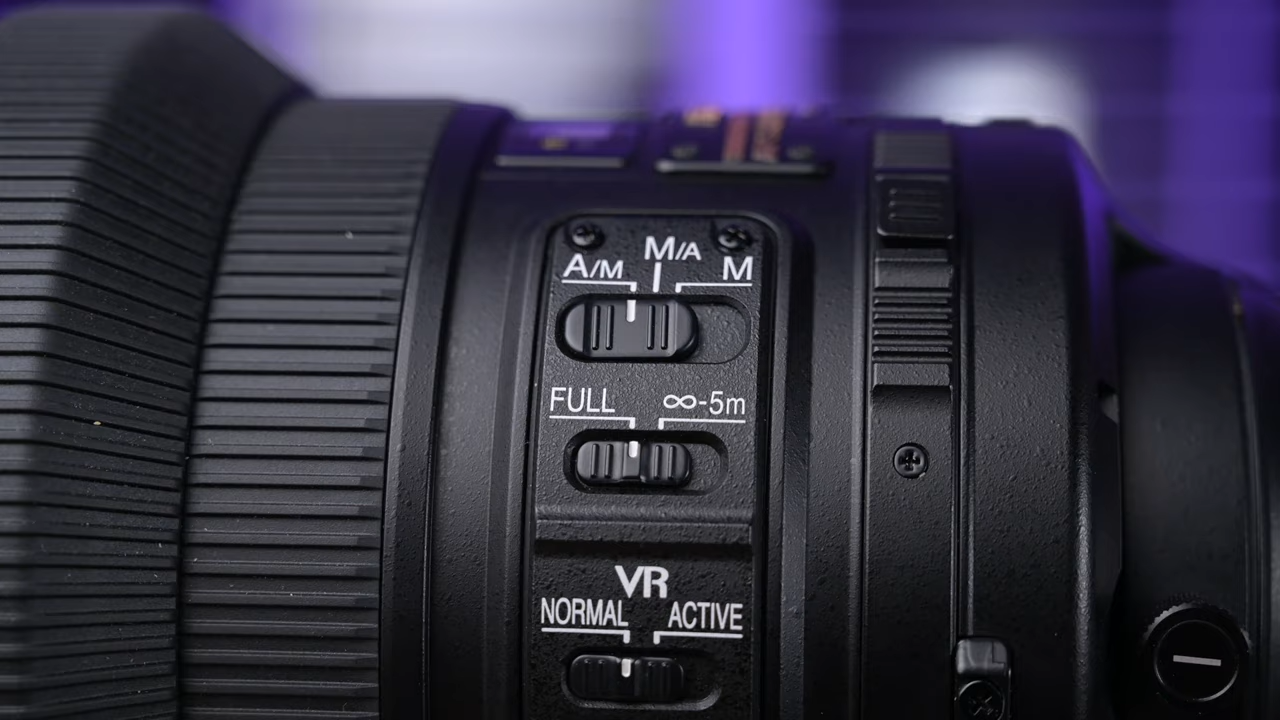 M/A
A/M M
FULL ∞-5m
VR
NORMAL ACTIVE